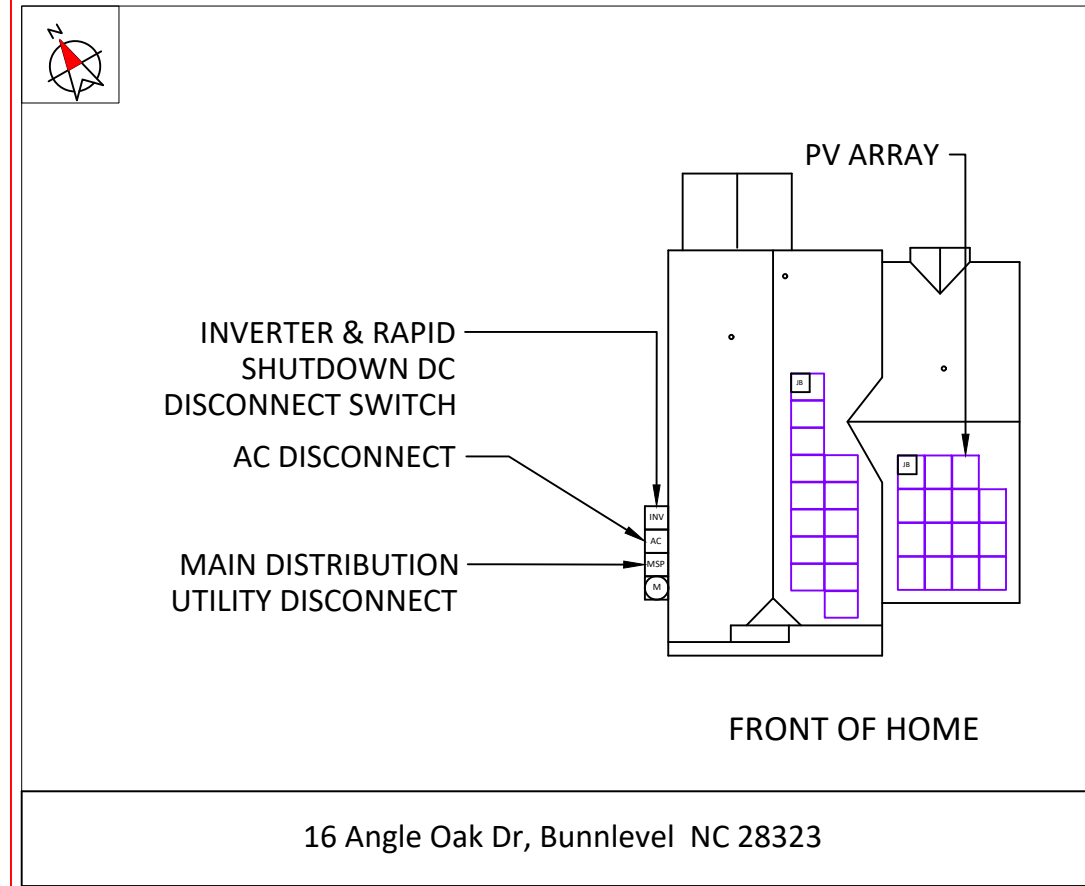 N
PV ARRAY
INVERTER & RAPID
SHUTDOWN DC
DISCONNECT SWITCH
JB
AC DISCONNECT
JB
INV
AC
MAIN DISTRIBUTION
UTILITY DISCONNECT
MSP
M
FRONT OF HOME
16 Angle Oak Dr, Bunnlevel NC 28323